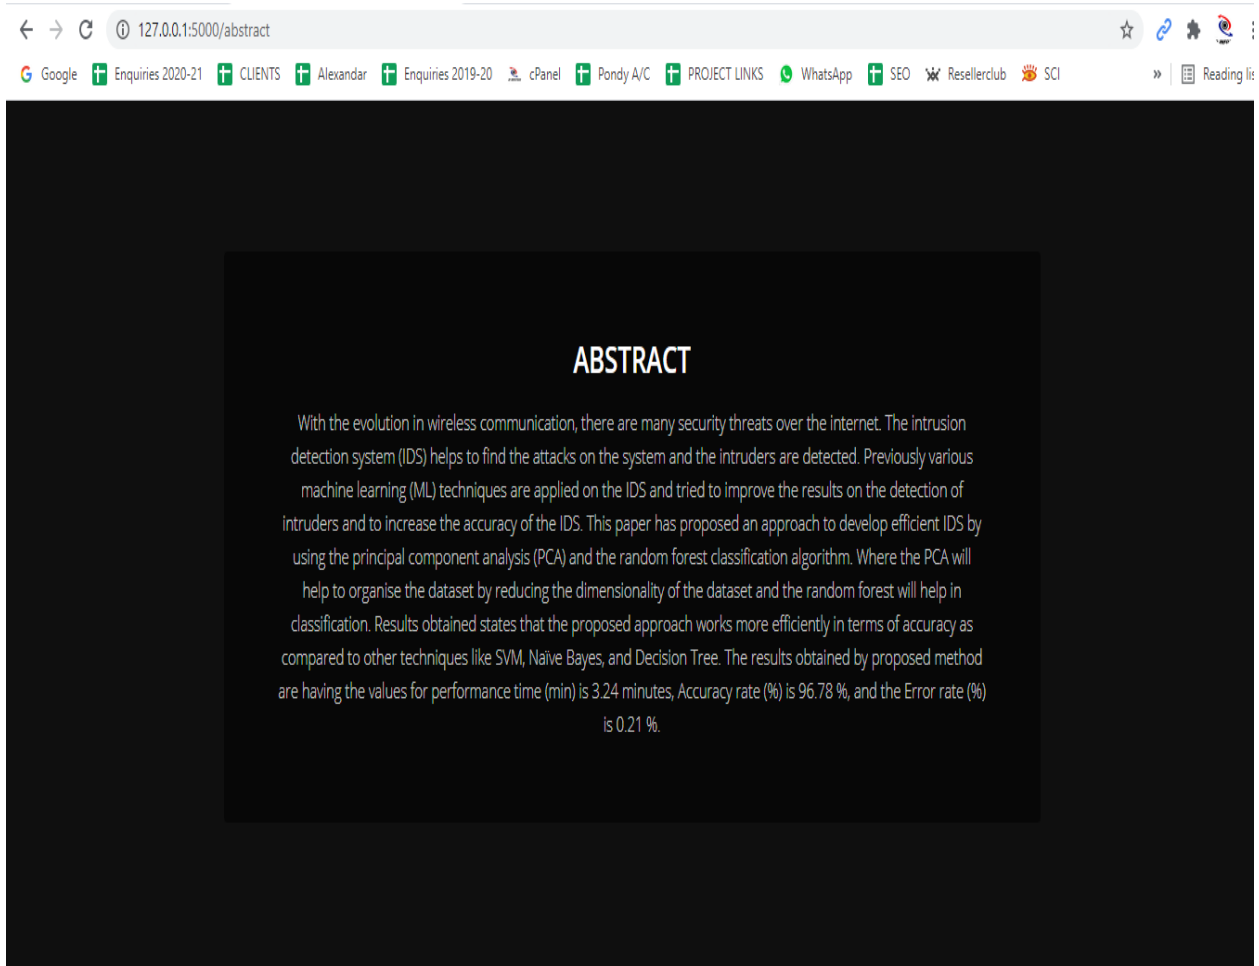 127.0.0.1:5000/abstract
Google Enquiries 2020-21 CLIENTS Alexandar Enquiries 2019-20 cPanel Pondy A/C PROJECT LINKS WhatsApp SEO Resellerclub SCI » Reading lis
ABSTRACT
With the evolution in wireless communication, there are many security threats over the internet. The intrusion
detection system (IDS) helps to find the attacks on the system and the intruders are detected. Previously various
machine learning (ML) techniques are applied on the IDS and tried to improve the results on the detection of
intruders and to increase the accuracy of the IDS. This paper has proposed an approach to develop efficient IDS by
using the principal component analysis (PCA) and the random forest classification algorithm. Where the PCA will
help to organise the dataset by reducing the dimensionality of the dataset and the random forest will help in
classification. Results obtained states that the proposed approach works more efficiently in terms of accuracy as
compared to other techniques like SVM, Naïve Bayes, and Decision Tree. The results obtained by proposed method
are having the values for performance time (min) is 3.24 minutes, Accuracy rate (%) is 96.78 %, and the Error rate (%)
is 0.21 %.